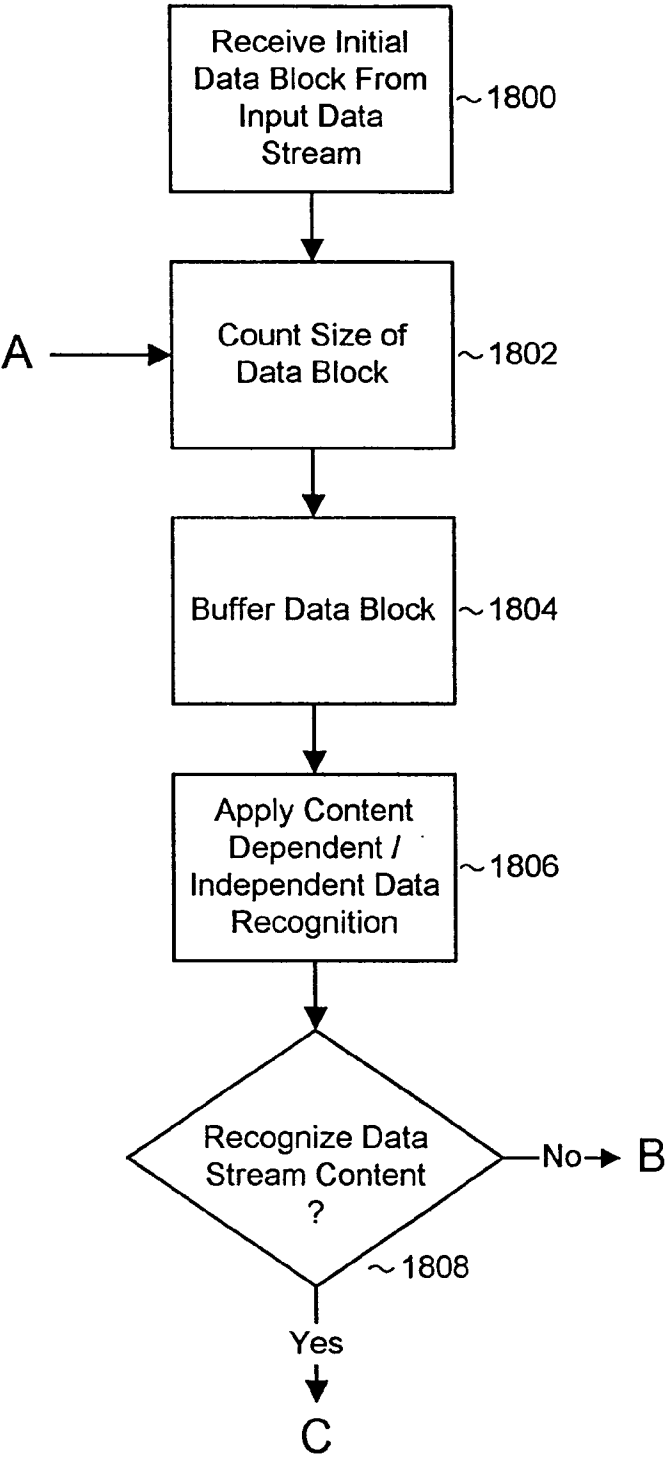 Receive Initial
Data Block From
Input Data
Stream
~1800
A
Count Size of
Data Block
~1802
Buffer Data Block
~1804
Apply Content
Dependent /
Independent Data
Recognition
~1806
Recognize Data
Stream Content
?
No
B
~1808
Yes
C